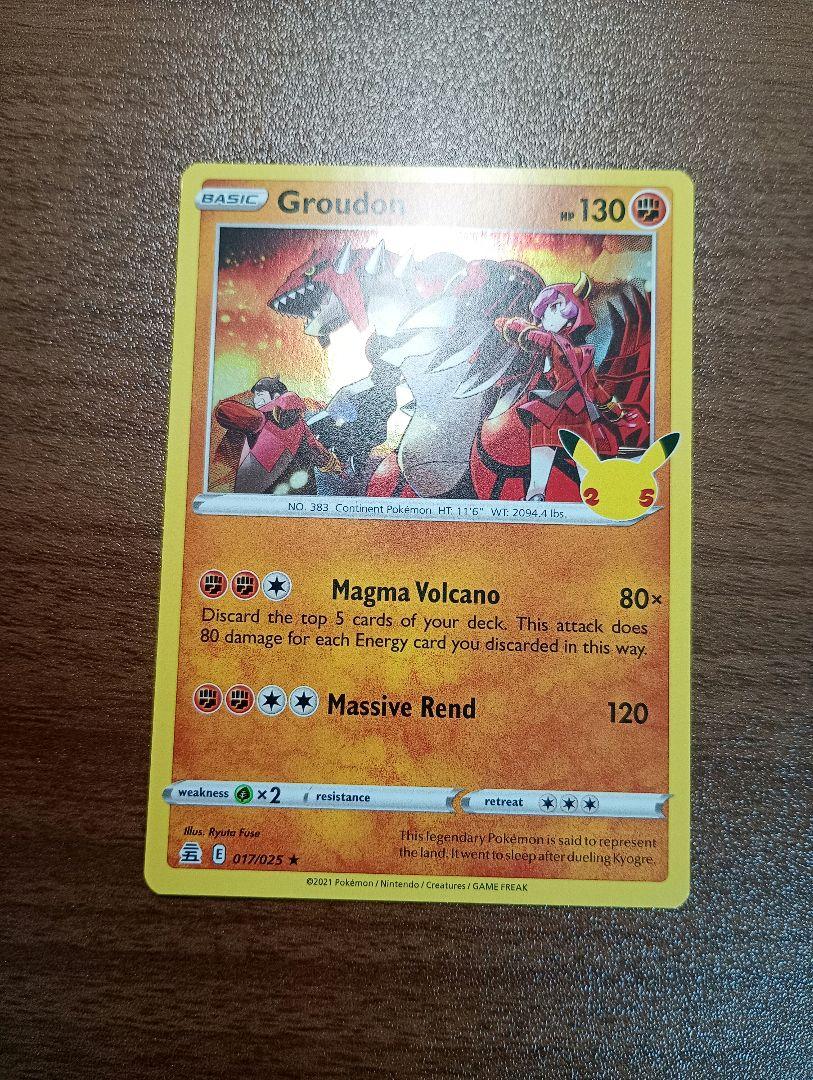 BASIC Groudon HP 130
NO. 383 Continent Pokémon HT: 11'6" WT: 2094.4 lbs.
25
Magma Volcano 80×
Discard the top 5 cards of your deck. This attack does
80 damage for each Energy card you discarded in this way.
Massive Rend 120
weakness ×2 resistance retreat
Illus. Ryuta Fuse
This legendary Pokémon is said to represent
the land. It went to sleep after dueling Kyogre.
E 017/025 ★
©2021 Pokémon / Nintendo / Creatures / GAME FREAK